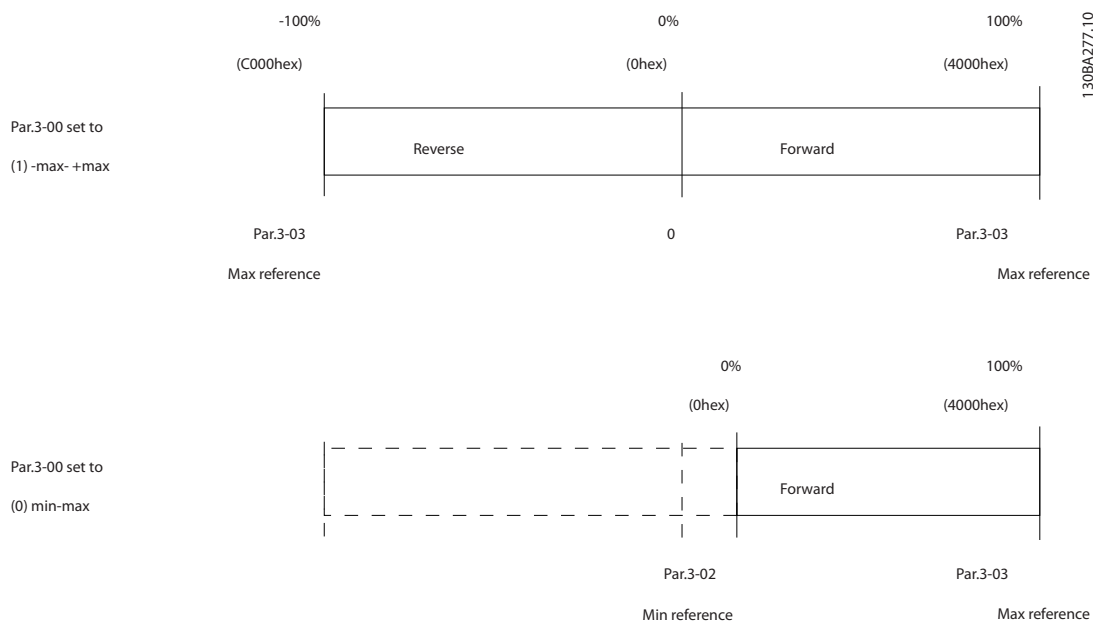 -100% 0% 100%
(C000hex) (0hex) (4000hex)
130BA277.10
Par.3-00 set to
(1) -max- +max
Reverse Forward
Par.3-03 0 Par.3-03
Max reference Max reference
0% 100%
(0hex) (4000hex)
Par.3-00 set to
(0) min-max
Forward
Par.3-02 Par.3-03
Min reference Max reference